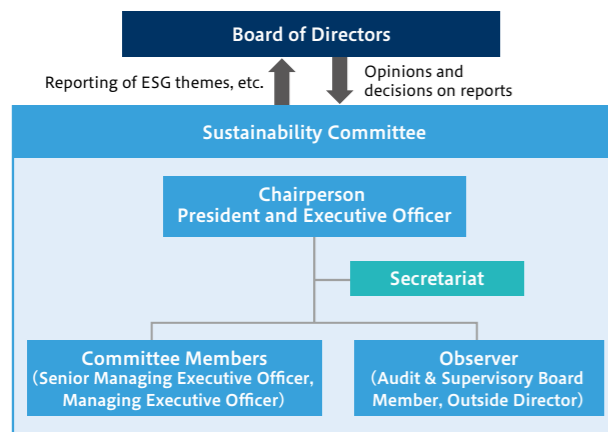 Board of Directors
Reporting of ESG themes, etc.
Opinions and
decisions on reports
Sustainability Committee
Chairperson
President and Executive Officer
Secretariat
Committee Members
(Senior Managing Executive Officer,
Managing Executive Officer)
Observer
(Audit & Supervisory Board
Member, Outside Director)